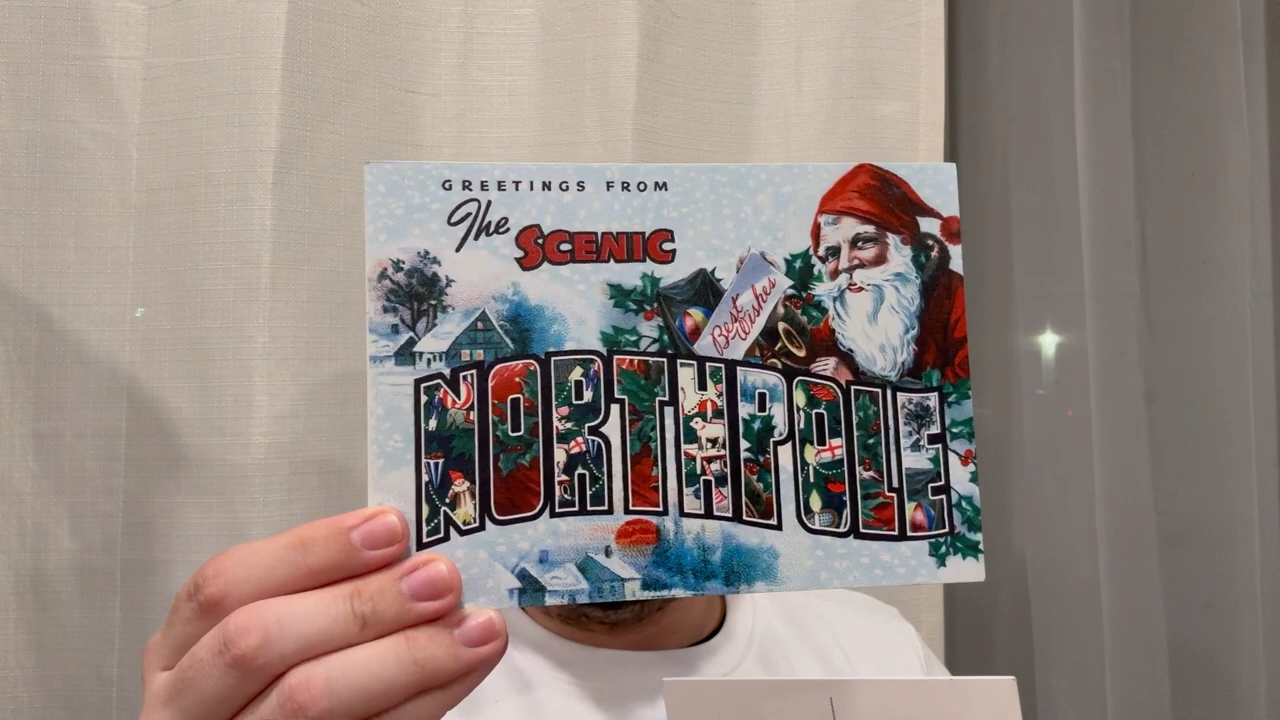 GREETINGS FROM
The SCENIC
Best
Wishes
NORTHPOLE